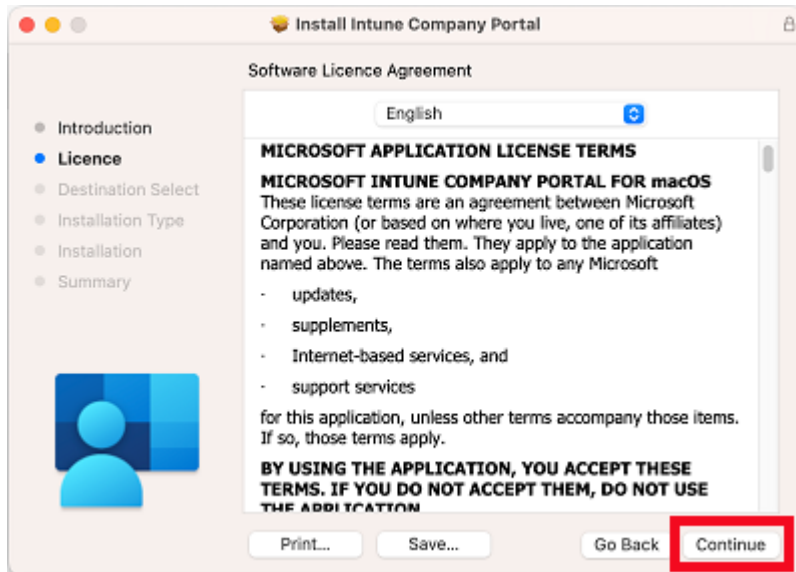 Install Intune Company Portal
Software Licence Agreement
Introduction
Licence
Destination Select
Installation Type
Installation
Summary
English
MICROSOFT APPLICATION LICENSE TERMS
MICROSOFT INTUNE COMPANY PORTAL FOR macOS
These license terms are an agreement between Microsoft
Corporation (or based on where you live, one of its affiliates)
and you. Please read them. They apply to the application
named above. The terms also apply to any Microsoft
· updates,
· supplements,
· Internet-based services, and
· support services
for this application, unless other terms accompany those items.
If so, those terms apply.
BY USING THE APPLICATION, YOU ACCEPT THESE
TERMS. IF YOU DO NOT ACCEPT THEM, DO NOT USE
THE APPLICATION
Print...
Save...
Go Back
Continue